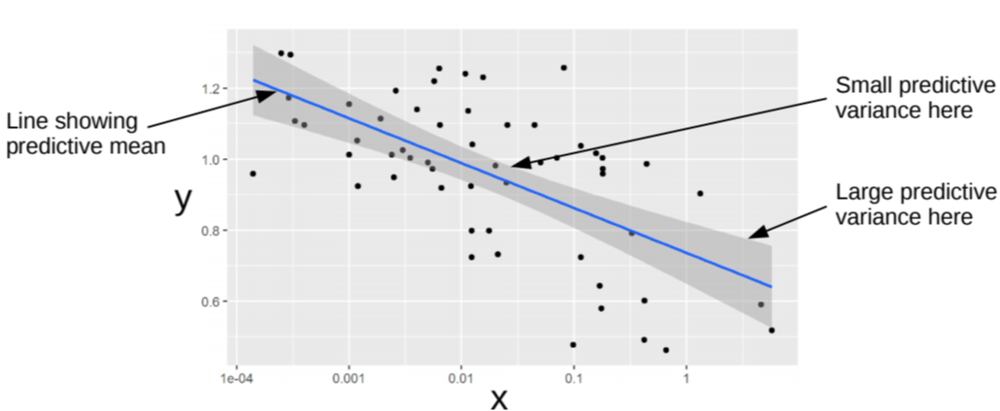 Line showing
predictive mean
Small predictive
variance here
Large predictive
variance here
y
1.2
1.0
0.8
0.6
1e-04
0.001
0.01
0.1
1
x